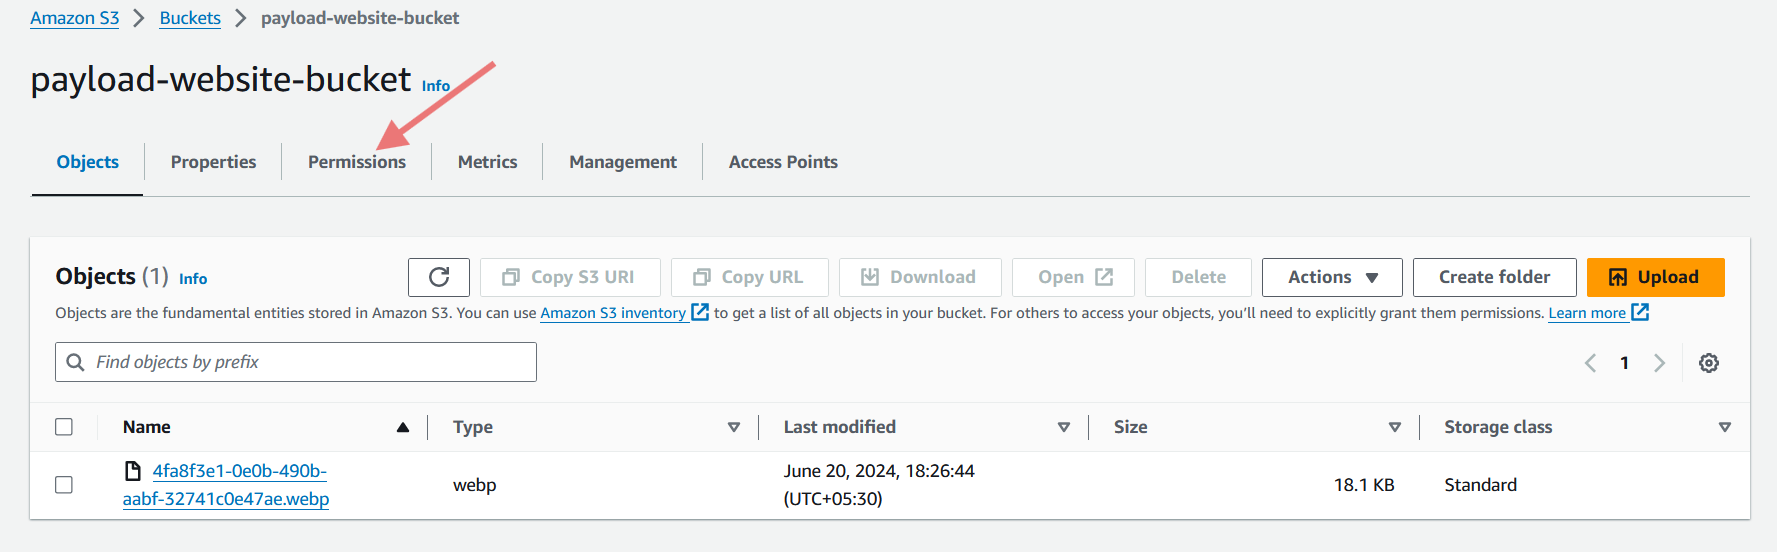 Amazon S3 > Buckets > payload-website-bucket
payload-website-bucket Info
Objects Properties Permissions Metrics Management Access Points
Objects (1) Info Copy S3 URI Copy URL Download Open Delete Actions Create folder Upload
Objects are the fundamental entities stored in Amazon S3. You can use Amazon S3 inventory to get a list of all objects in your bucket. For others to access your objects, you'll need to explicitly grant them permissions. Learn more
Find objects by prefix 1
Name Type Last modified Size Storage class
4fa8f3e1-0e0b-490b-
aabf-32741c0e47ae.webp
webp
June 20, 2024, 18:26:44
(UTC+05:30)
18.1 KB
Standard